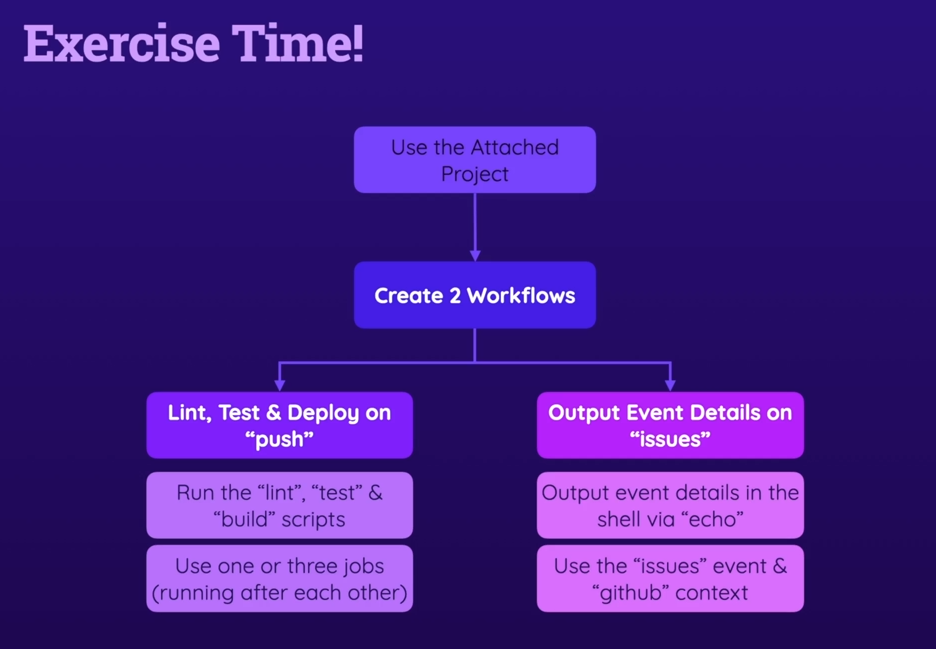 Exercise Time!
Use the Attached
Project
Create 2 Workflows
Lint, Test & Deploy on
“push”
Run the “lint”, “test” &
“build” scripts
Use one or three jobs
(running after each other)
Output Event Details on
“issues”
Output event details in the
shell via “echo”
Use the “issues” event &
“github” context